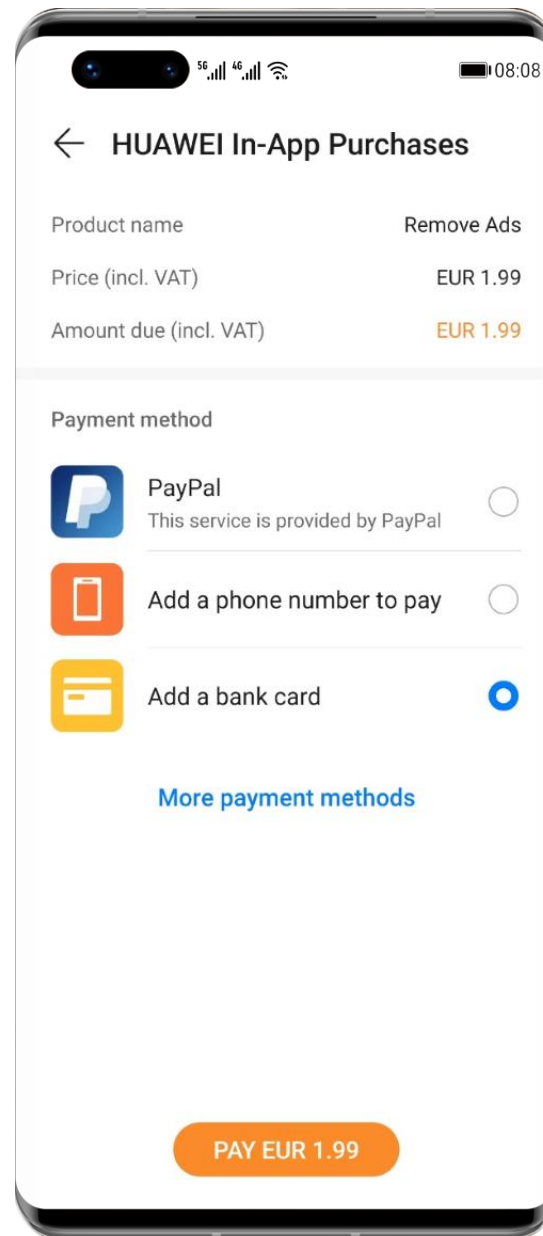 5G 4G 08:08
HUAWEI In-App Purchases
Product name Remove Ads
Price (incl. VAT) EUR 1.99
Amount due (incl. VAT) EUR 1.99
Payment method
PayPal
This service is provided by PayPal
Add a phone number to pay
Add a bank card
More payment methods
PAY EUR 1.99